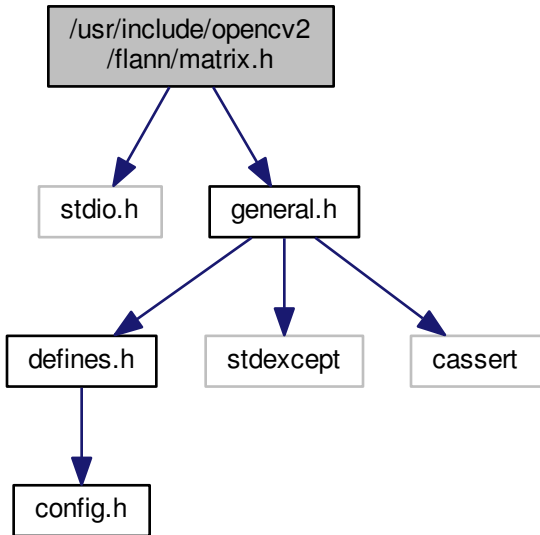 /usr/include/opencv2
/flann/matrix.h
stdio.h
general.h
defines.h
stdexcept
cassert
config.h